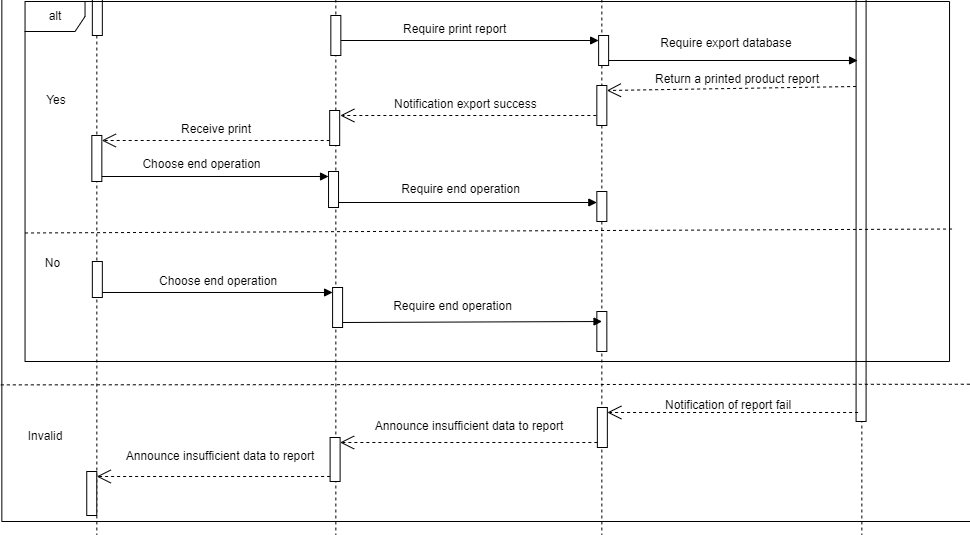 alt
Require print report
Require export database
Return a printed product report
Yes
Notification export success
Receive print
Choose end operation
Require end operation
No
Choose end operation
Require end operation
Notification of report fail
Announce insufficient data to report
Invalid
Announce insufficient data to report